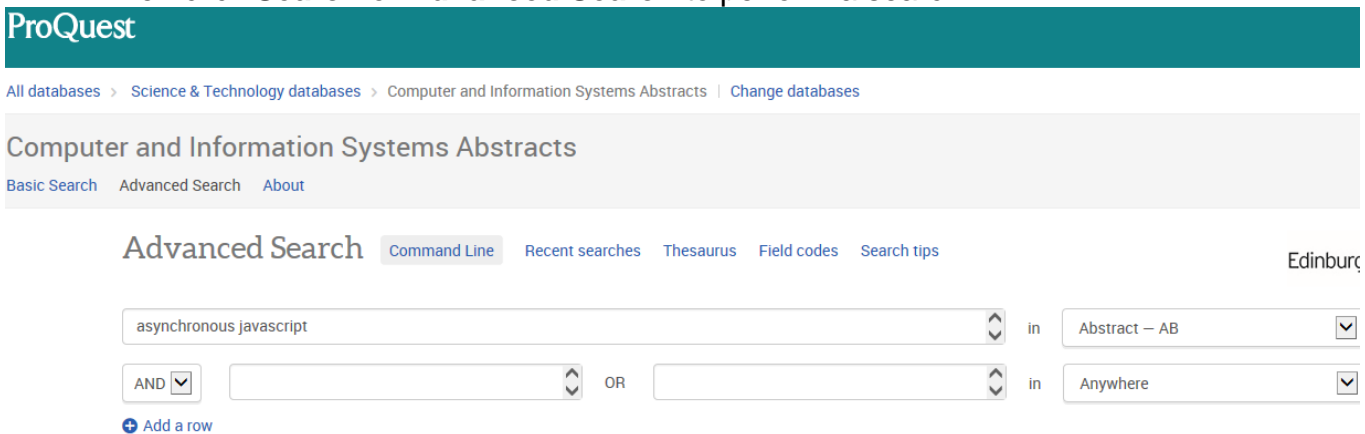 ProQuest
All databases > Science & Technology databases > Computer and Information Systems Abstracts | Change databases
Computer and Information Systems Abstracts
Basic Search Advanced Search About
Advanced Search Command Line Recent searches Thesaurus Field codes Search tips
asynchronous javascript in Abstract – AB
AND OR in Anywhere
Add a row